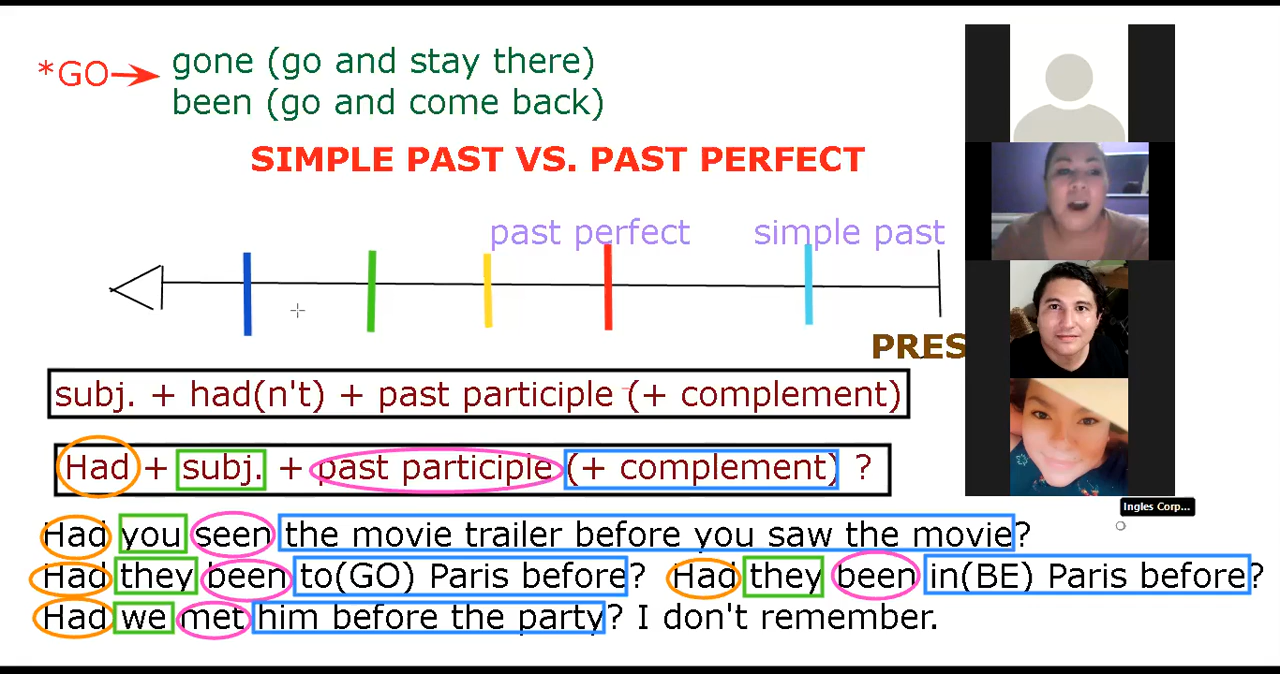 *GO
gone (go and stay there)
been (go and come back)
SIMPLE PAST VS. PAST PERFECT
past perfect simple past
PRES
subj. + had(n't) + past participle (+ complement)
Had + subj. + past participle (+ complement) ?
Had you seen the movie trailer before you saw the movie?
Had they been to(GO) Paris before? Had they been in(BE) Paris before?
Had we met him before the party? I don't remember.
Ingles Corp...